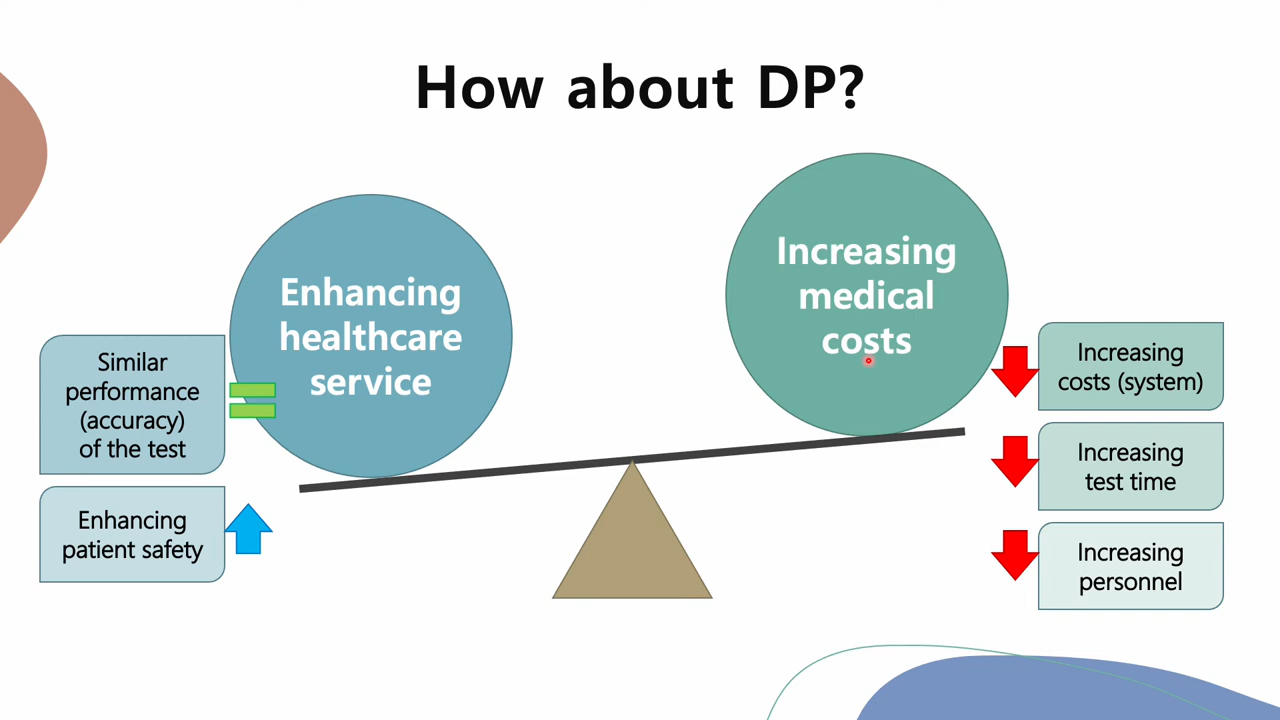 How about DP?
Enhancing
healthcare
service
Increasing
medical
costs
Similar
performance
(accuracy)
of the test
Enhancing
patient safety
Increasing
costs (system)
Increasing
test time
Increasing
personnel